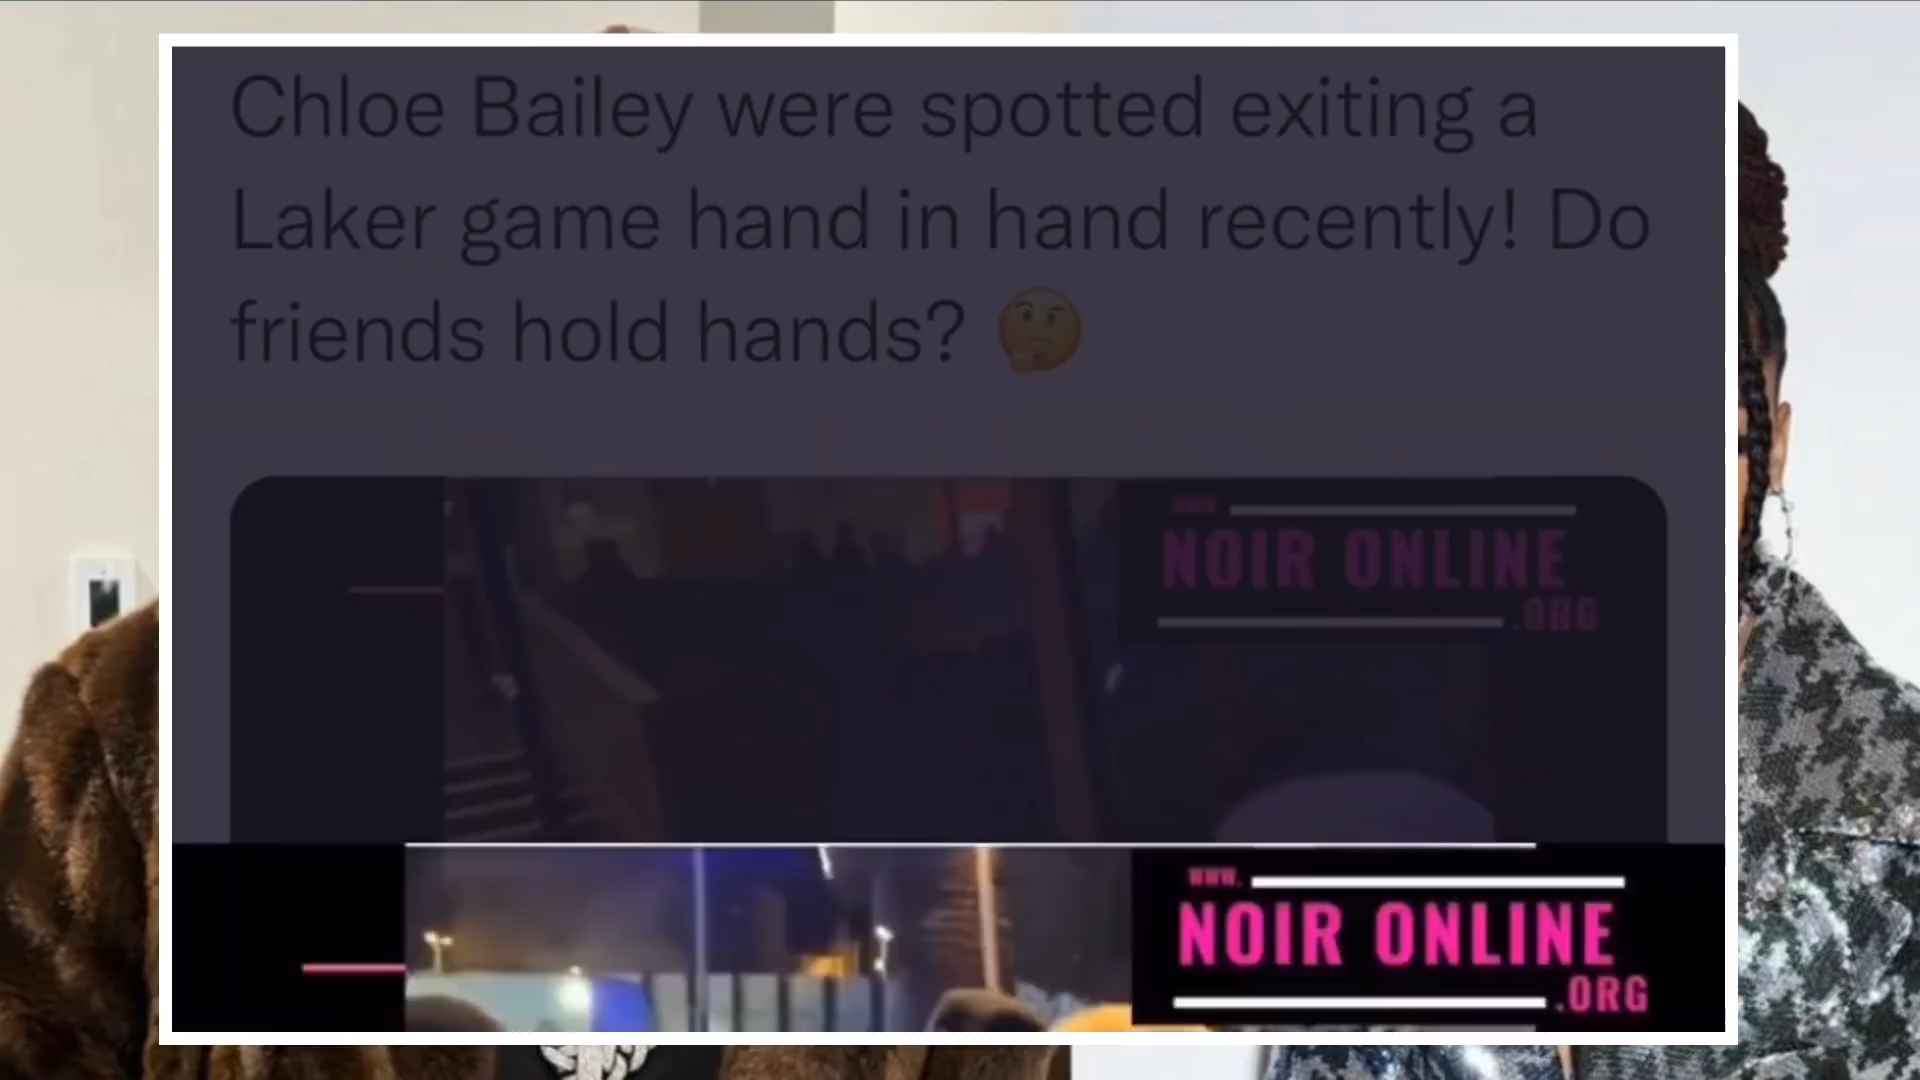 Chloe Bailey were spotted exiting a
Laker game hand in hand recently! Do
friends hold hands? 🤔
www.
NOIR ONLINE
.ORG
www.
NOIR ONLINE
.ORG